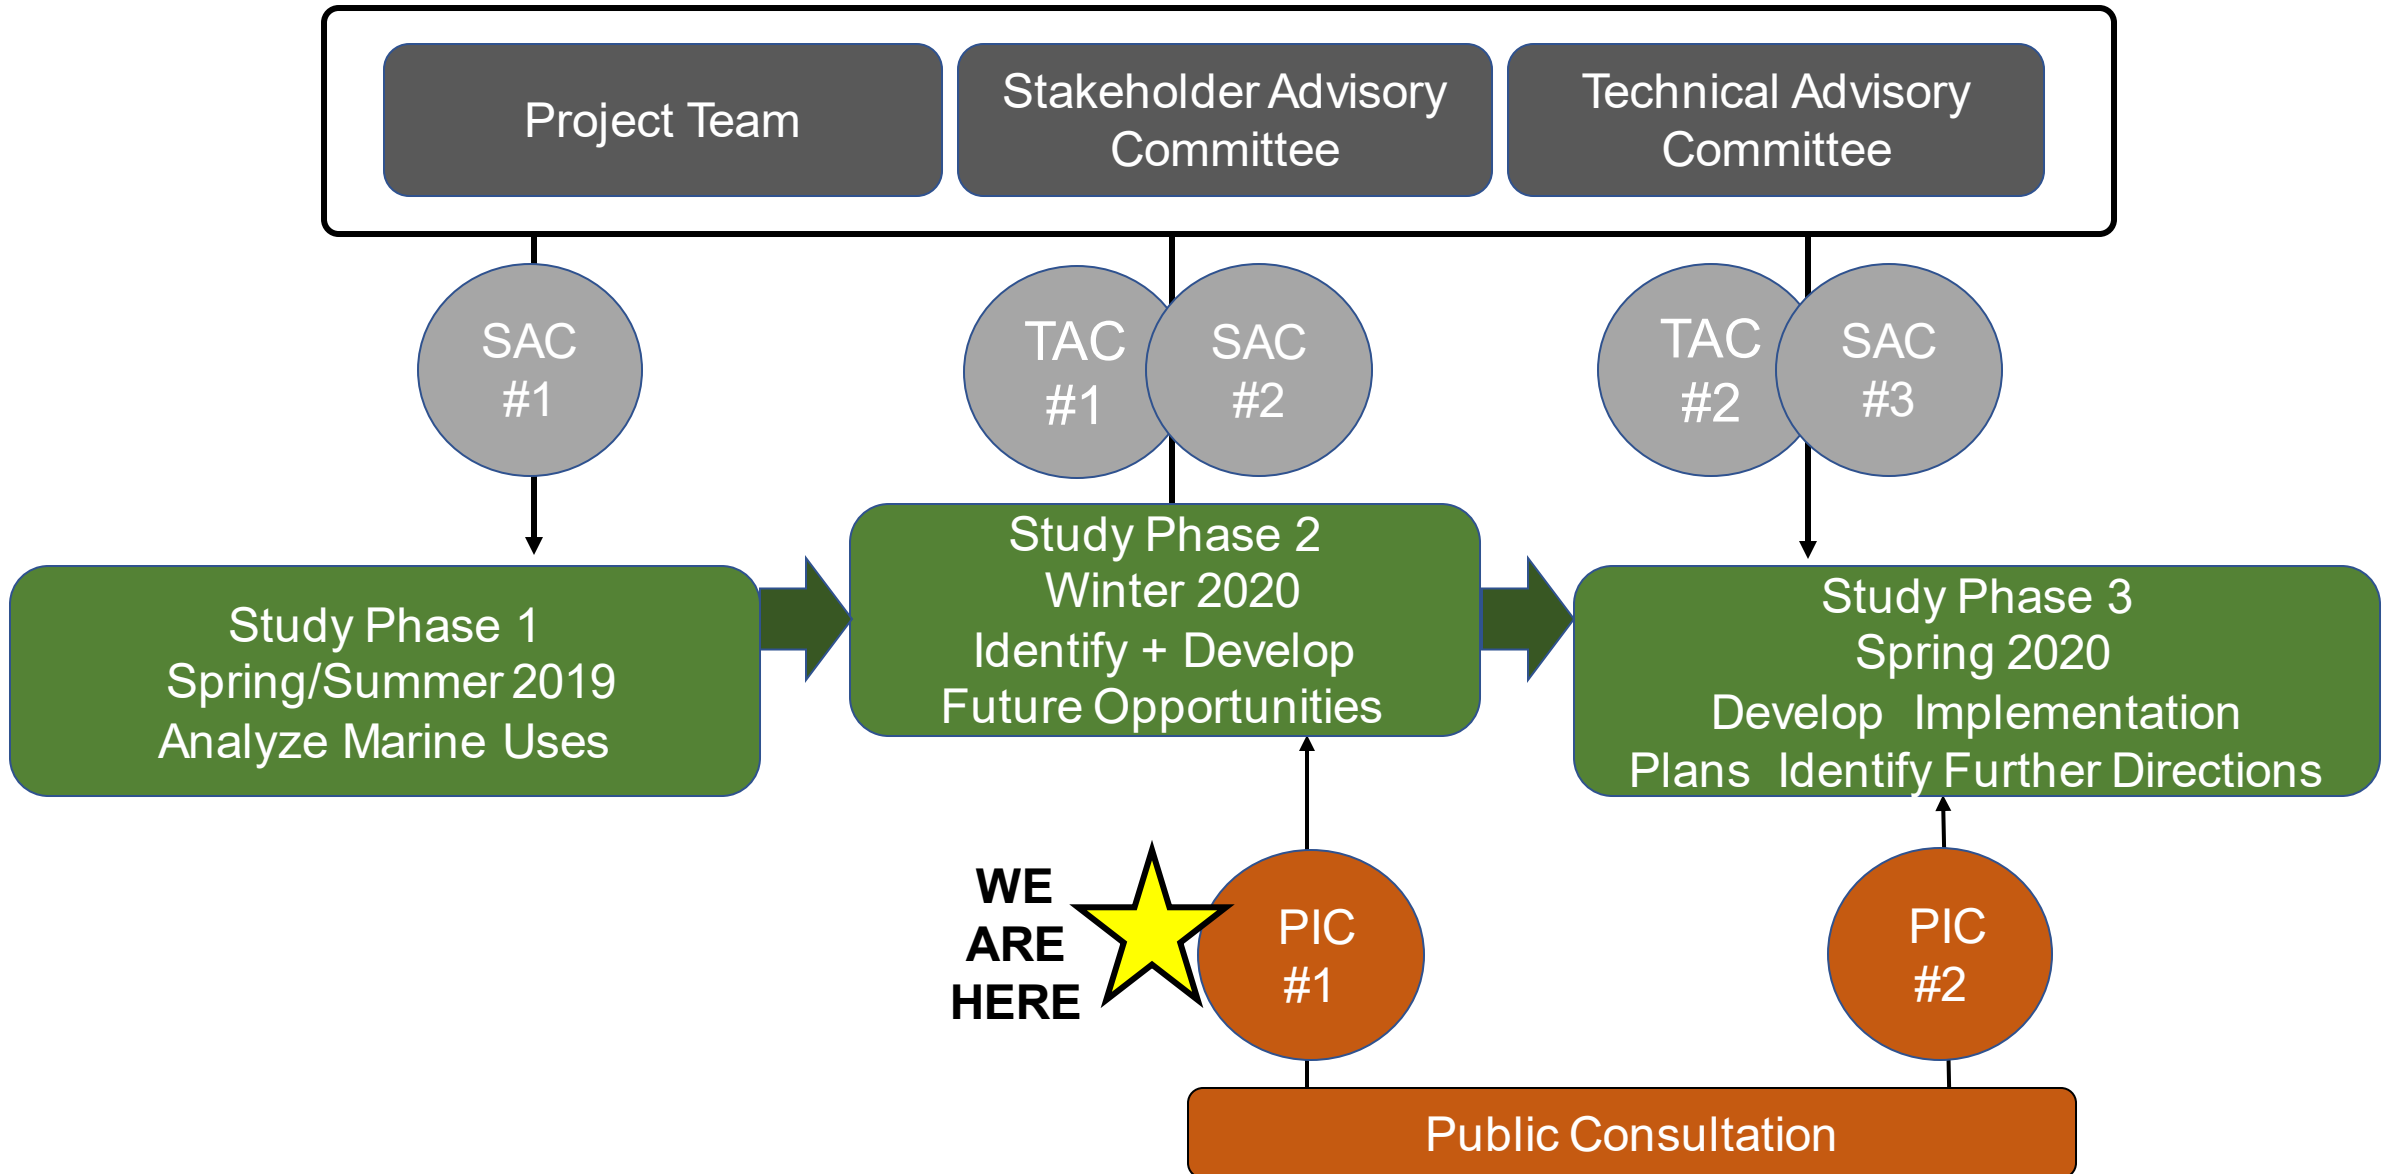 Project Team
Stakeholder Advisory
Committee
Technical Advisory
Committee
SAC
#1
TAC
#1
SAC
#2
TAC
#2
SAC
#3
Study Phase 1
Spring/Summer 2019
Analyze Marine Uses
Study Phase 2
Winter 2020
Identify + Develop
Future Opportunities
Study Phase 3
Spring 2020
Develop Implementation
Plans Identify Further Directions
WE
ARE
HERE
PIC
#1
PIC
#2
Public Consultation